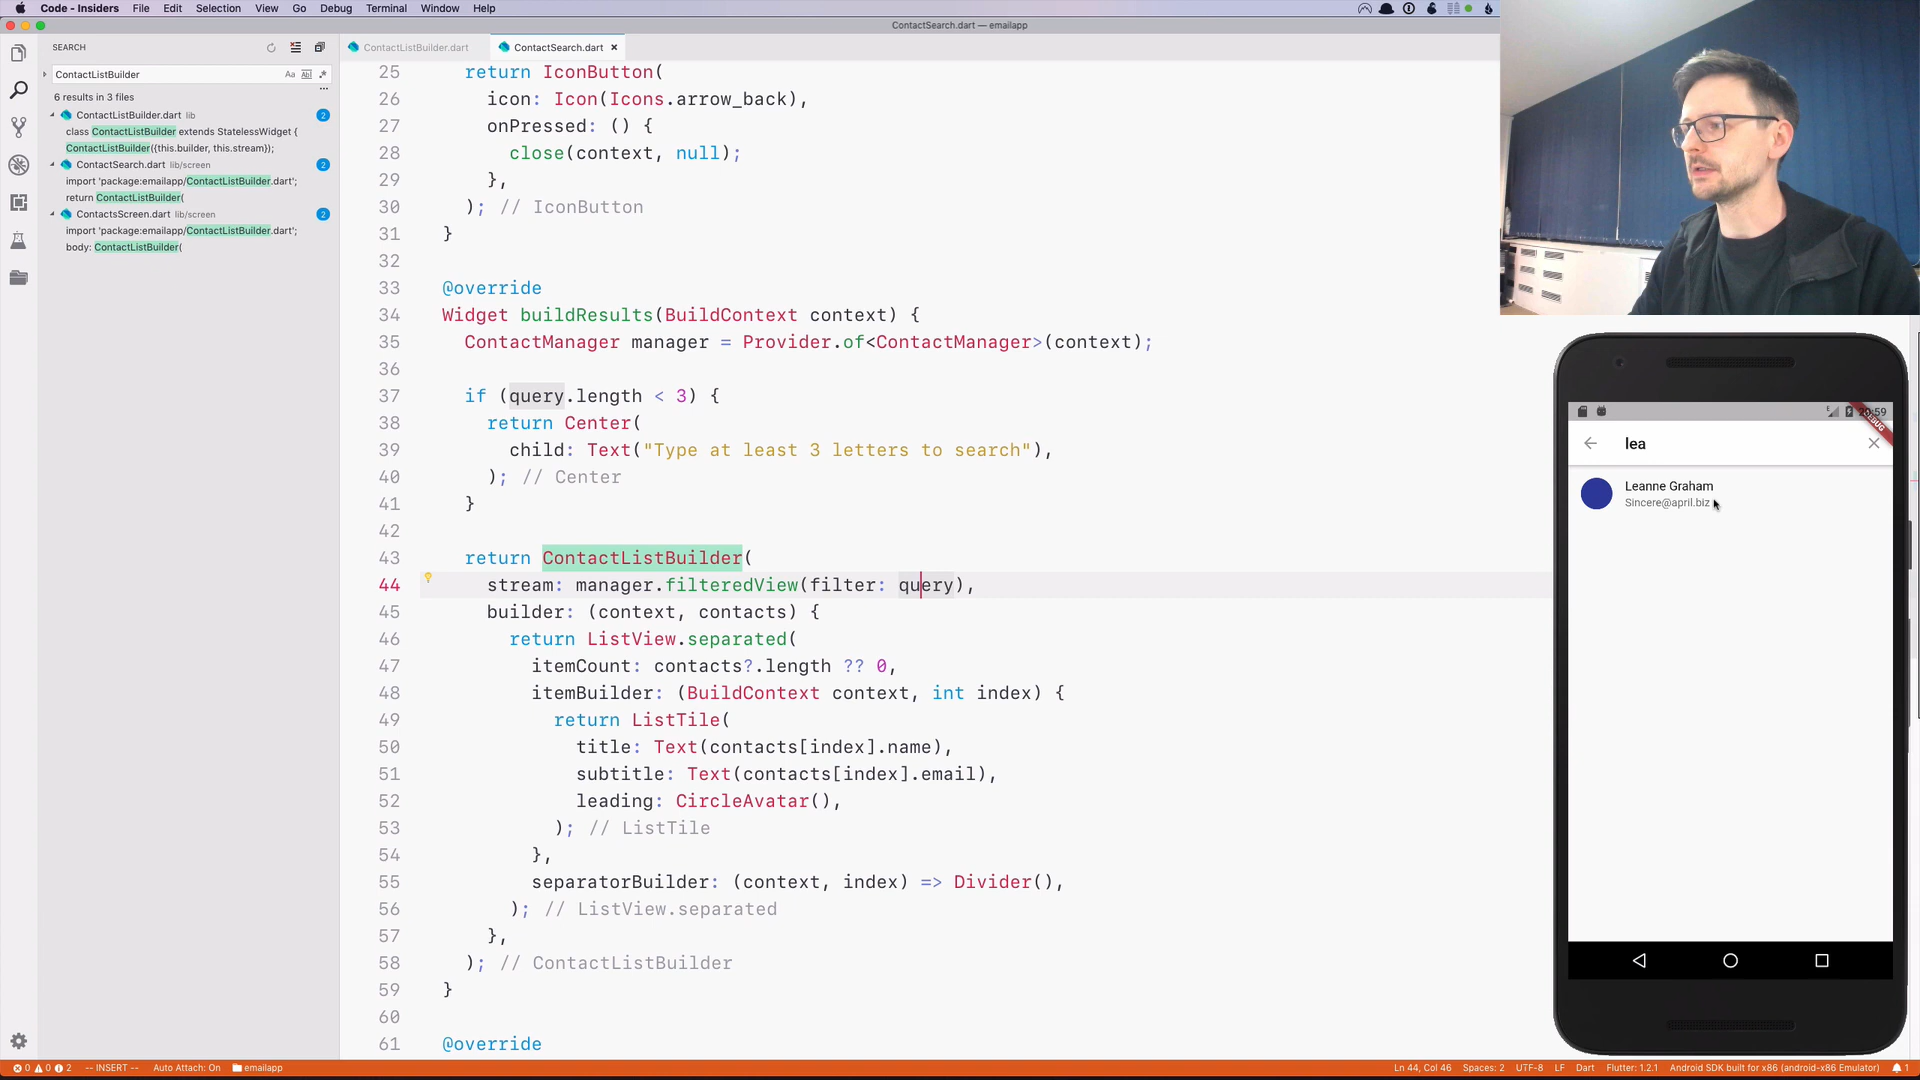 Code - Insiders File Edit Selection View Go Debug Terminal Window Help
ContactSearch.dart — emailapp
SEARCH
ContactListBuilder
Aa Abl .*
6 results in 3 files
ContactListBuilder.dart lib 2
class ContactListBuilder extends StatelessWidget {
ContactListBuilder({this.builder, this.stream});
ContactSearch.dart lib/screen 2
import 'package:emailapp/ContactListBuilder.dart';
return ContactListBuilder(
ContactsScreen.dart lib/screen 2
import 'package:emailapp/ContactListBuilder.dart';
body: ContactListBuilder(
ContactListBuilder.dart ContactSearch.dart ×
25 return IconButton(
26 icon: Icon(Icons.arrow_back),
27 onPressed: () {
28 close(context, null);
29 },
30 ); // IconButton
31 }
32
33 @override
34 Widget buildResults(BuildContext context) {
35 ContactManager manager = Provider.of<ContactManager>(context);
36
37 if (query.length < 3) {
38 return Center(
39 child: Text("Type at least 3 letters to search"),
40 ); // Center
41 }
42
43 return ContactListBuilder(
44 stream: manager.filteredView(filter: query),
45 builder: (context, contacts) {
46 return ListView.separated(
47 itemCount: contacts?.length ?? 0,
48 itemBuilder: (BuildContext context, int index) {
49 return ListTile(
50 title: Text(contacts[index].name),
51 subtitle: Text(contacts[index].email),
52 leading: CircleAvatar(),
53 ); // ListTile
54 },
55 separatorBuilder: (context, index) => Divider(),
56 ); // ListView.separated
57 },
58 ); // ContactListBuilder
59 }
60
61 @override
lea
Leanne Graham
Sincere@april.biz
0 0 2 -- INSERT -- Auto Attach: On emailapp Ln 44, Col 46 Spaces: 2 UTF-8 LF Dart Flutter: 1.2.1 Android SDK built for x86 (android-x86 Emulator) 1